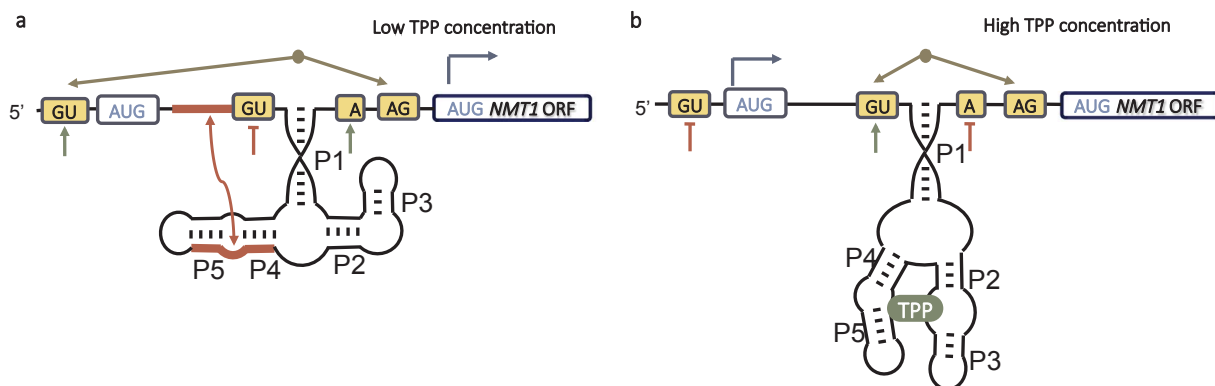 a
Low TPP concentration
5’
GU
AUG
GU
A
AG
AUG NMT1 ORF
P1
P3
P5
P4
P2
b
High TPP concentration
5’
GU
AUG
GU
A
AG
AUG NMT1 ORF
P1
P4
P2
TPP
P5
P3